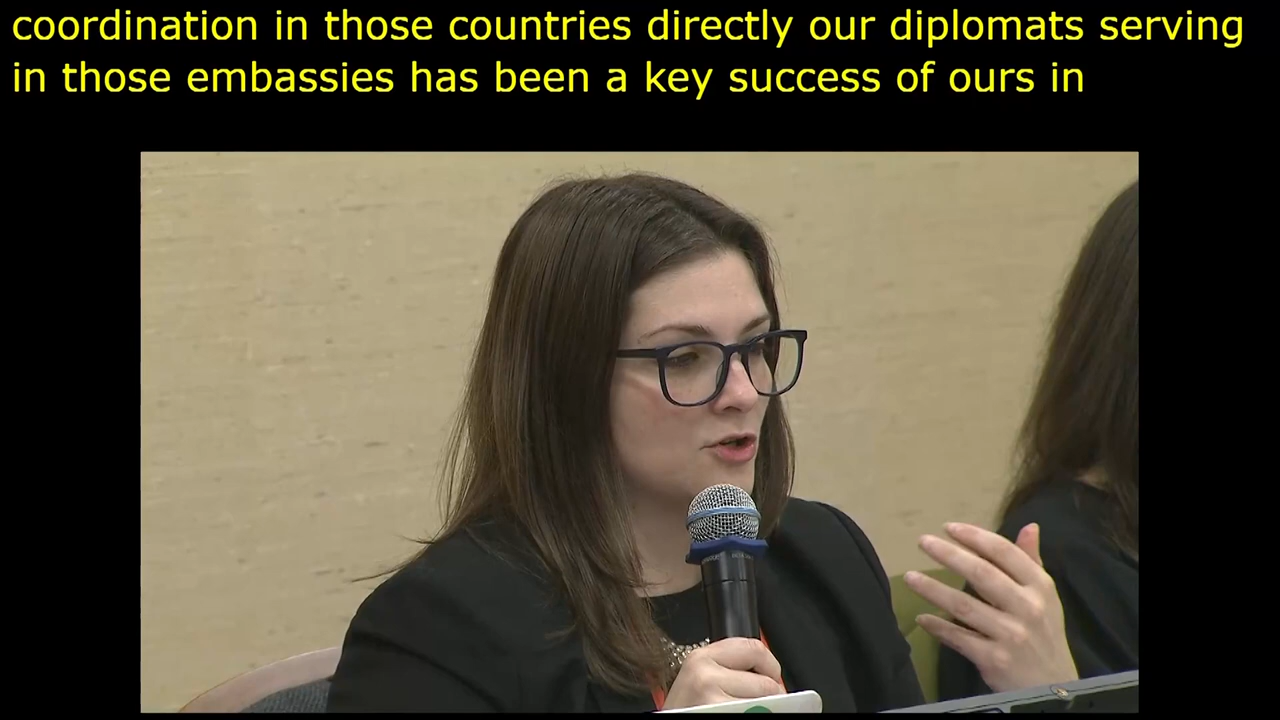 coordination in those countries directly our diplomats serving
in those embassies has been a key success of ours in